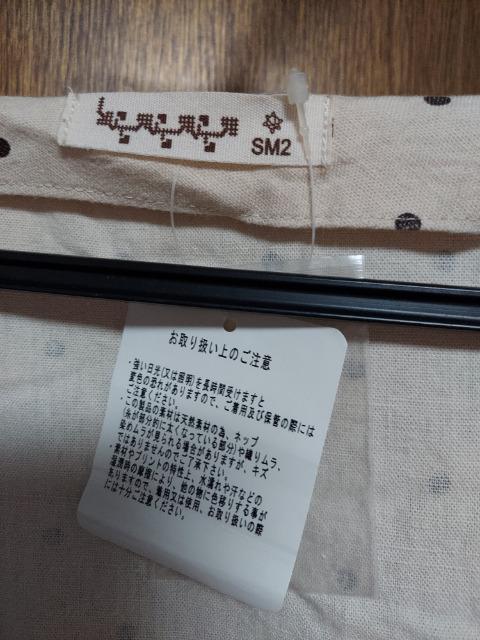 SM2
お取り扱い上のご注意
・強い日光(又は照明)を長時間受けますと
変色の恐れがありますので、ご着用及び保管の際には
ご注意ください。
・この製品の素材は天然素材の為、ネップ
(糸が部分的に太くなっている部分)や織りムラ、
染めムラが見られる場合がありますが、キズ
ではありませんのでご了承下さい。
・素材やプリントの特性上、水濡れや汗などの
湿潤時の摩擦により、他の物に色移りする事が
ありますので、着用又は使用、お取り扱いの際
には十分ご注意ください。